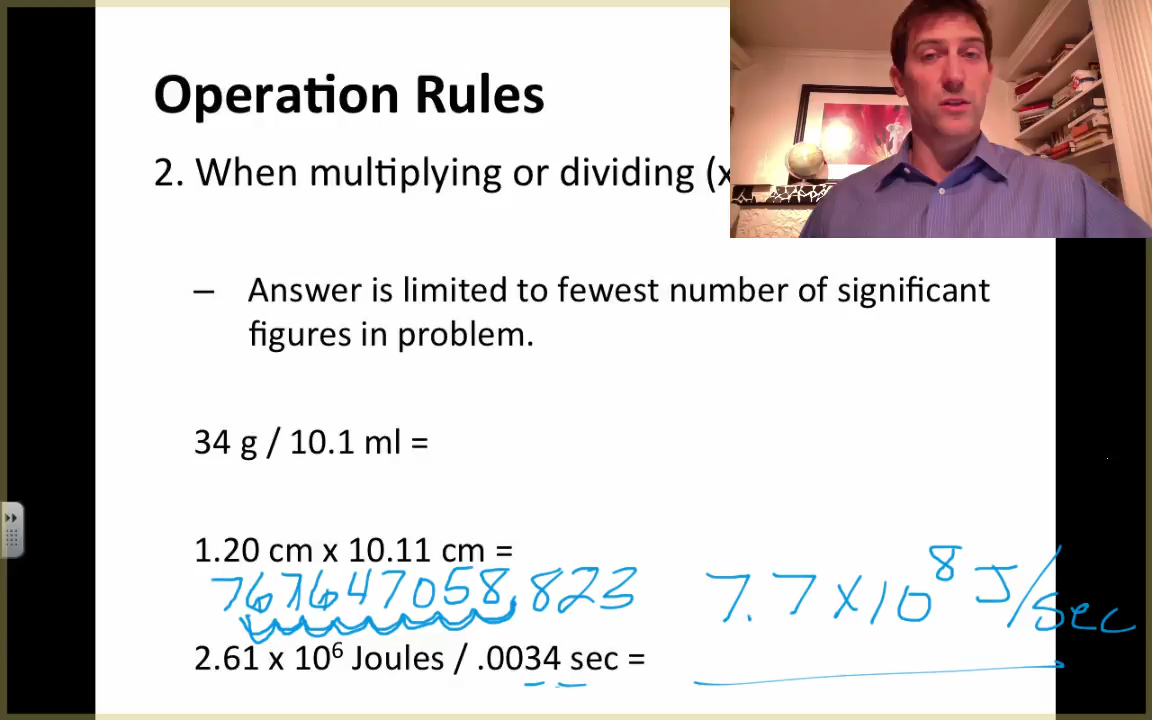 Operation Rules
2. When multiplying or dividing (x
– Answer is limited to fewest number of significant
figures in problem.
34 g / 10.1 ml =
1.20 cm x 10.11 cm =
767647058.823 7.7 x 10⁸ J/sec
2.61 x 10⁶ Joules / .0034 sec =